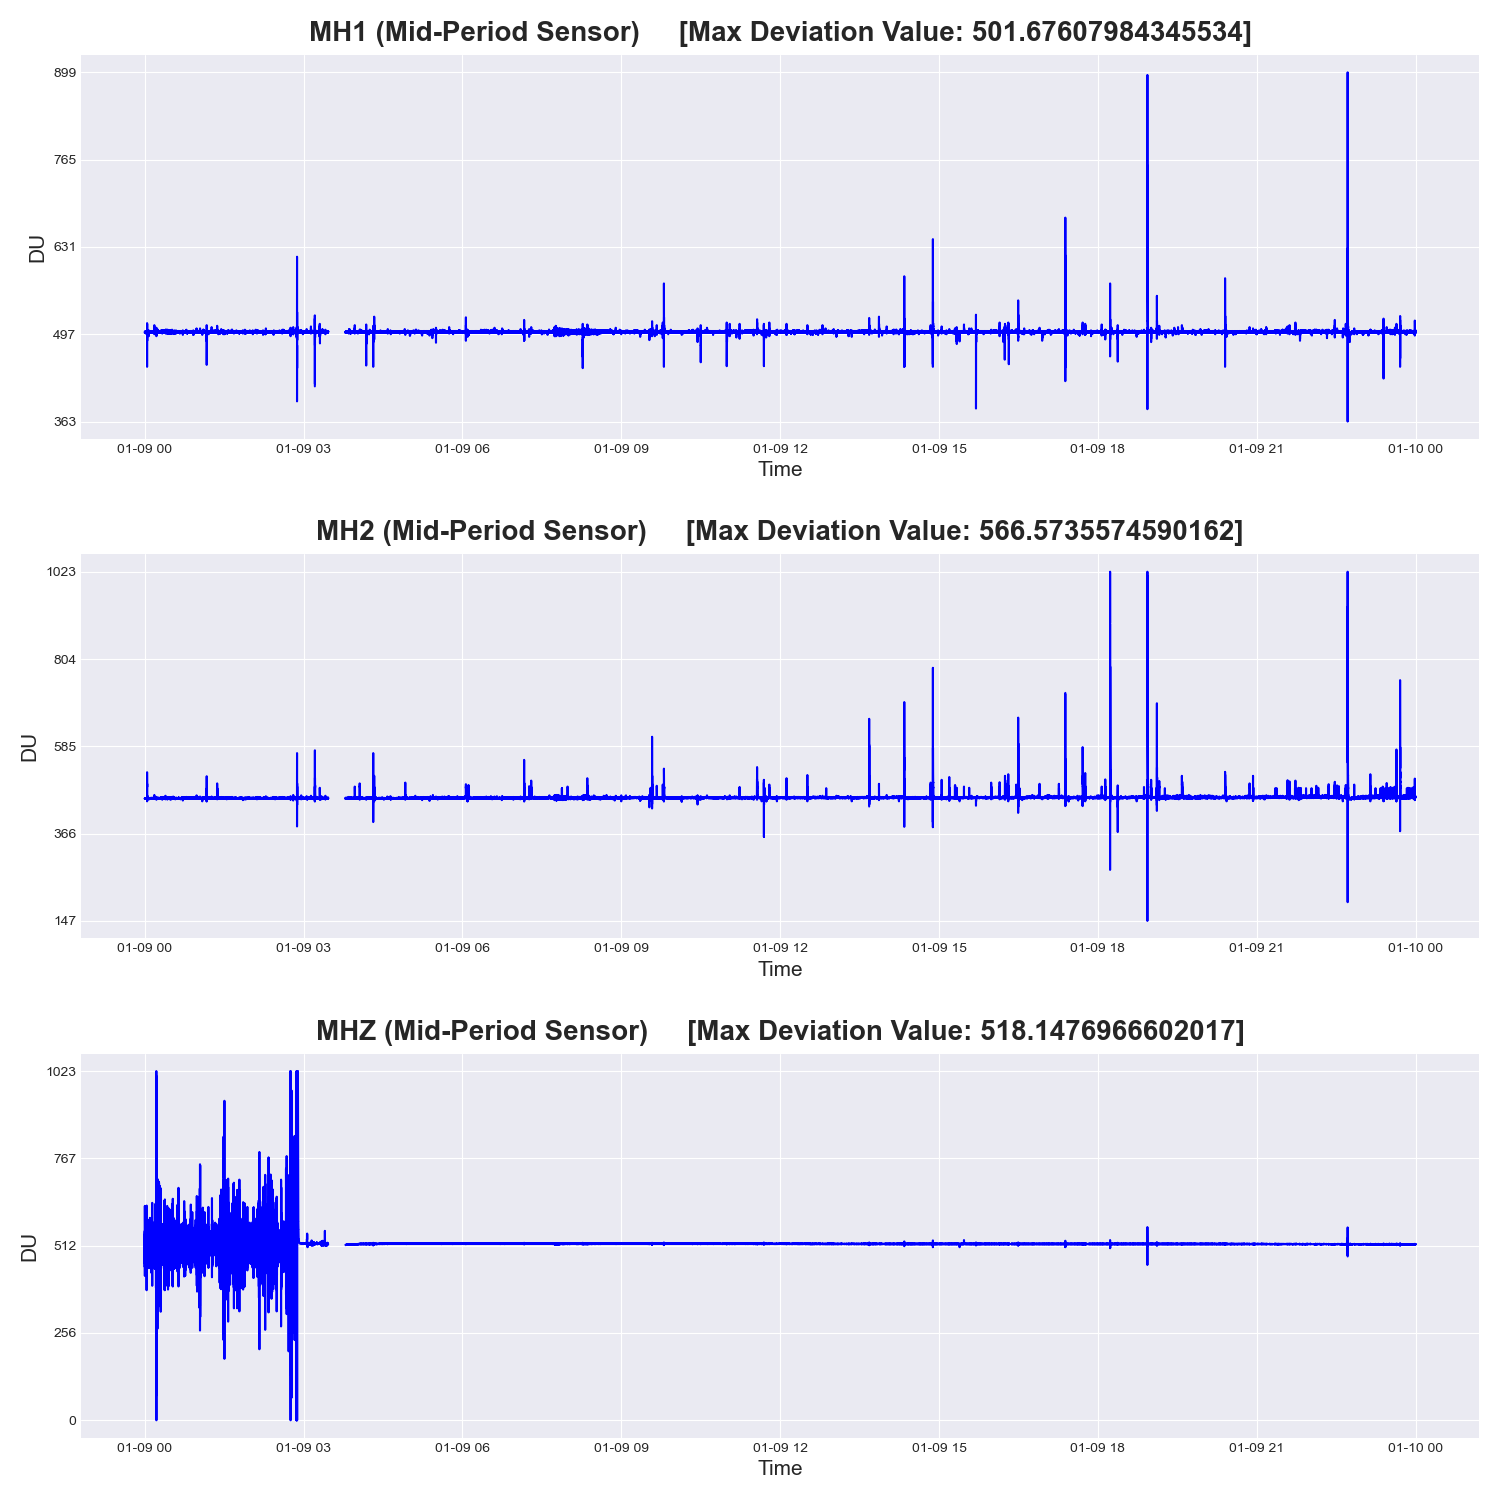 MH1 (Mid-Period Sensor)     [Max Deviation Value: 501.67607984345534]
899
765
631
497
363
DU
01-09 00 01-09 03 01-09 06 01-09 09 01-09 12 01-09 15 01-09 18 01-09 21 01-10 00
Time
MH2 (Mid-Period Sensor)     [Max Deviation Value: 566.5735574590162]
1023
804
585
366
147
DU
01-09 00 01-09 03 01-09 06 01-09 09 01-09 12 01-09 15 01-09 18 01-09 21 01-10 00
Time
MHZ (Mid-Period Sensor)     [Max Deviation Value: 518.1476966602017]
1023
767
512
256
0
DU
01-09 00 01-09 03 01-09 06 01-09 09 01-09 12 01-09 15 01-09 18 01-09 21 01-10 00
Time